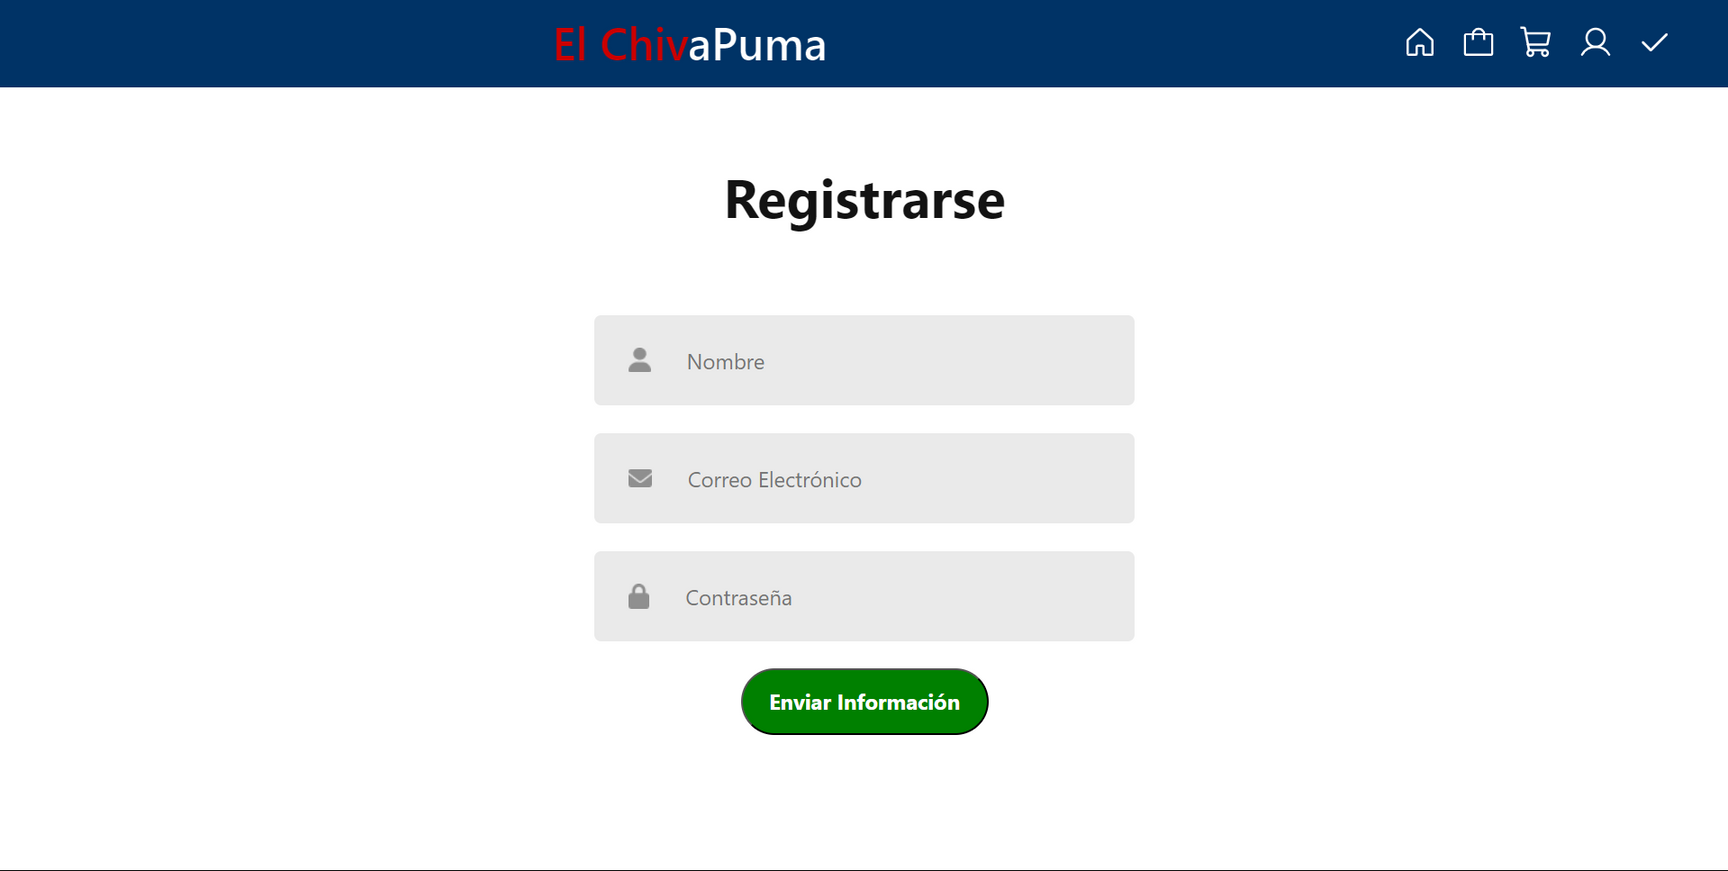 El ChivaPuma
Registrarse
Nombre
Correo Electrónico
Contraseña
Enviar Información